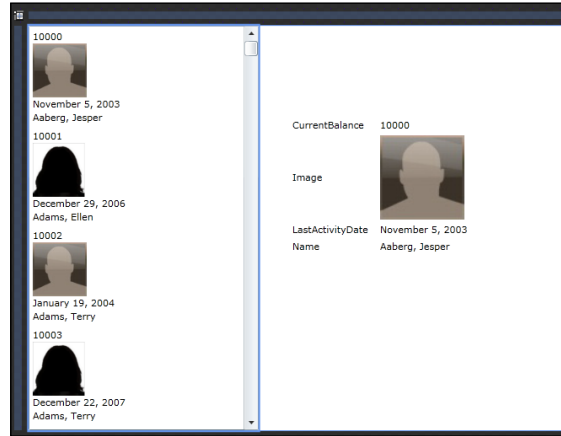 10000
November 5, 2003
Aaberg, Jesper
10001
December 29, 2006
Adams, Ellen
10002
January 19, 2004
Adams, Terry
10003
December 22, 2007
Adams, Terry
CurrentBalance 10000
Image
LastActivityDate November 5, 2003
Name Aaberg, Jesper